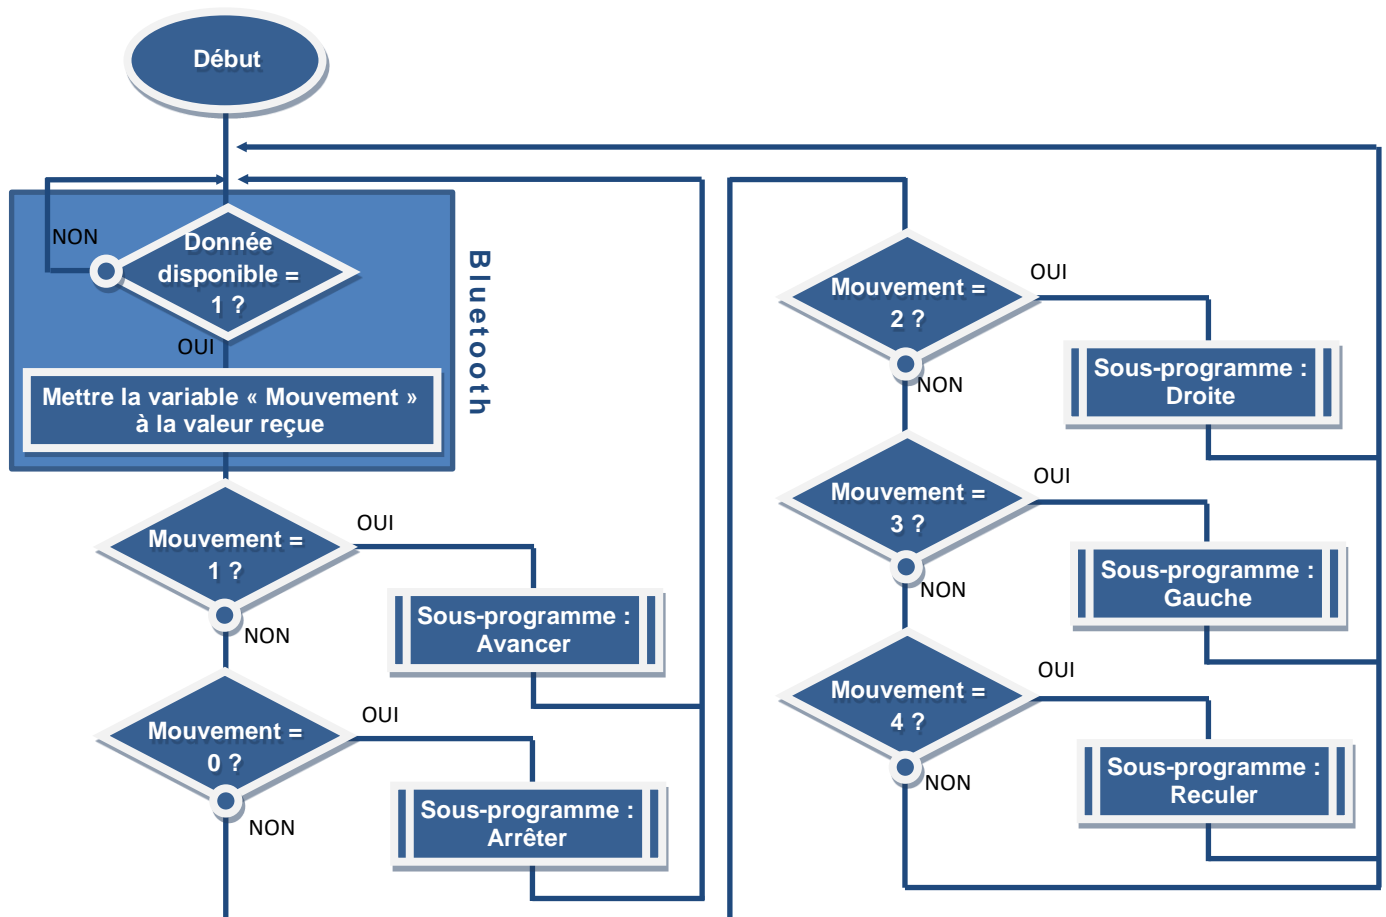 Début
NON
Donnée
disponible =
1 ?
OUI
Mettre la variable « Mouvement »
à la valeur reçue
Bluetooth
Mouvement =
1 ?
OUI
NON
Sous-programme :
Avancer
Mouvement =
0 ?
OUI
NON
Sous-programme :
Arrêter
Mouvement =
2 ?
OUI
NON
Sous-programme :
Droite
Mouvement =
3 ?
OUI
NON
Sous-programme :
Gauche
Mouvement =
4 ?
OUI
NON
Sous-programme :
Reculer